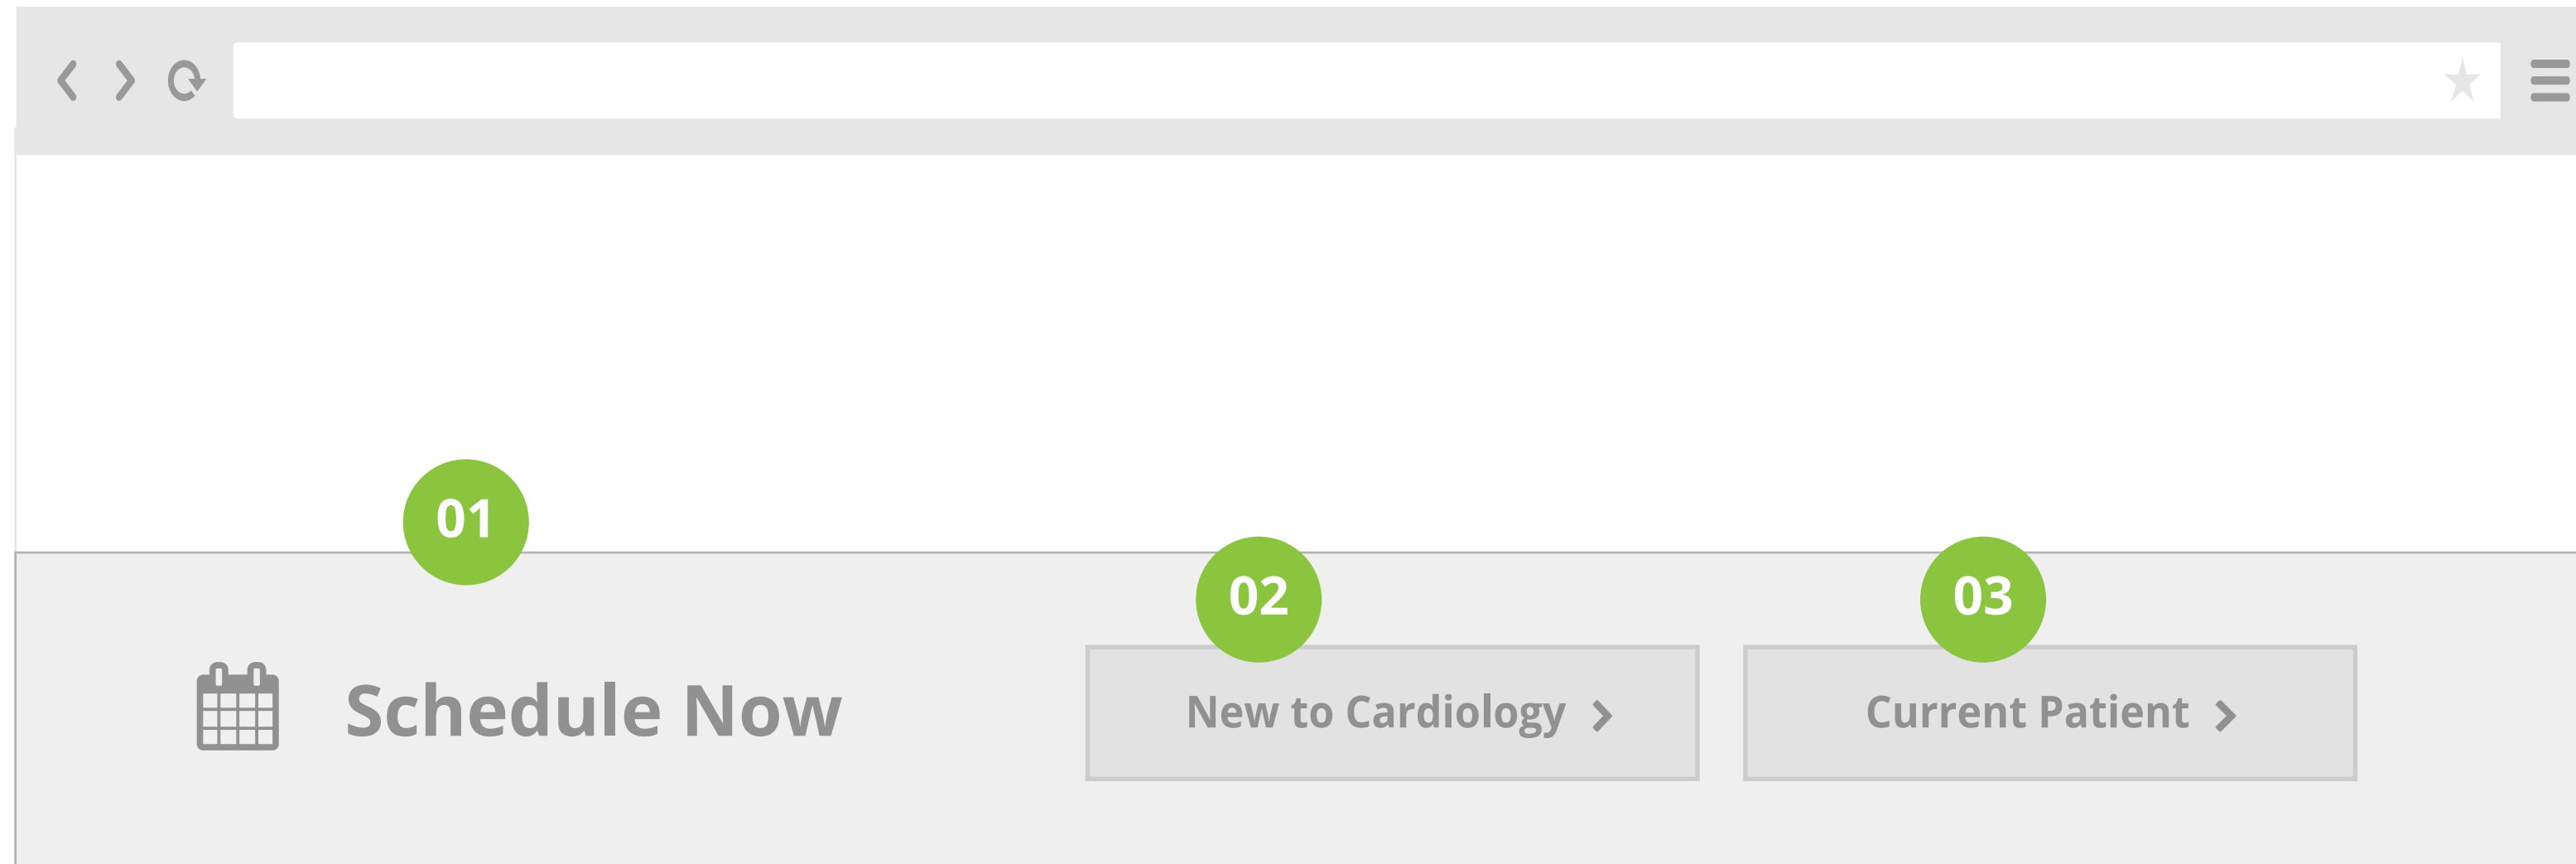 01
02
03
Schedule Now
New to Cardiology
Current Patient